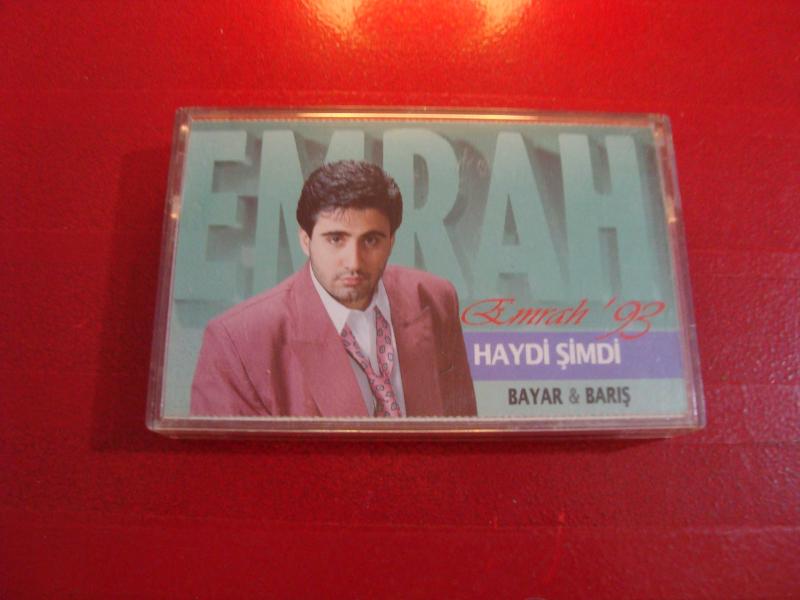 EMRAH
Emrah '93
HAYDİ ŞİMDİ
BAYAR & BARIŞ